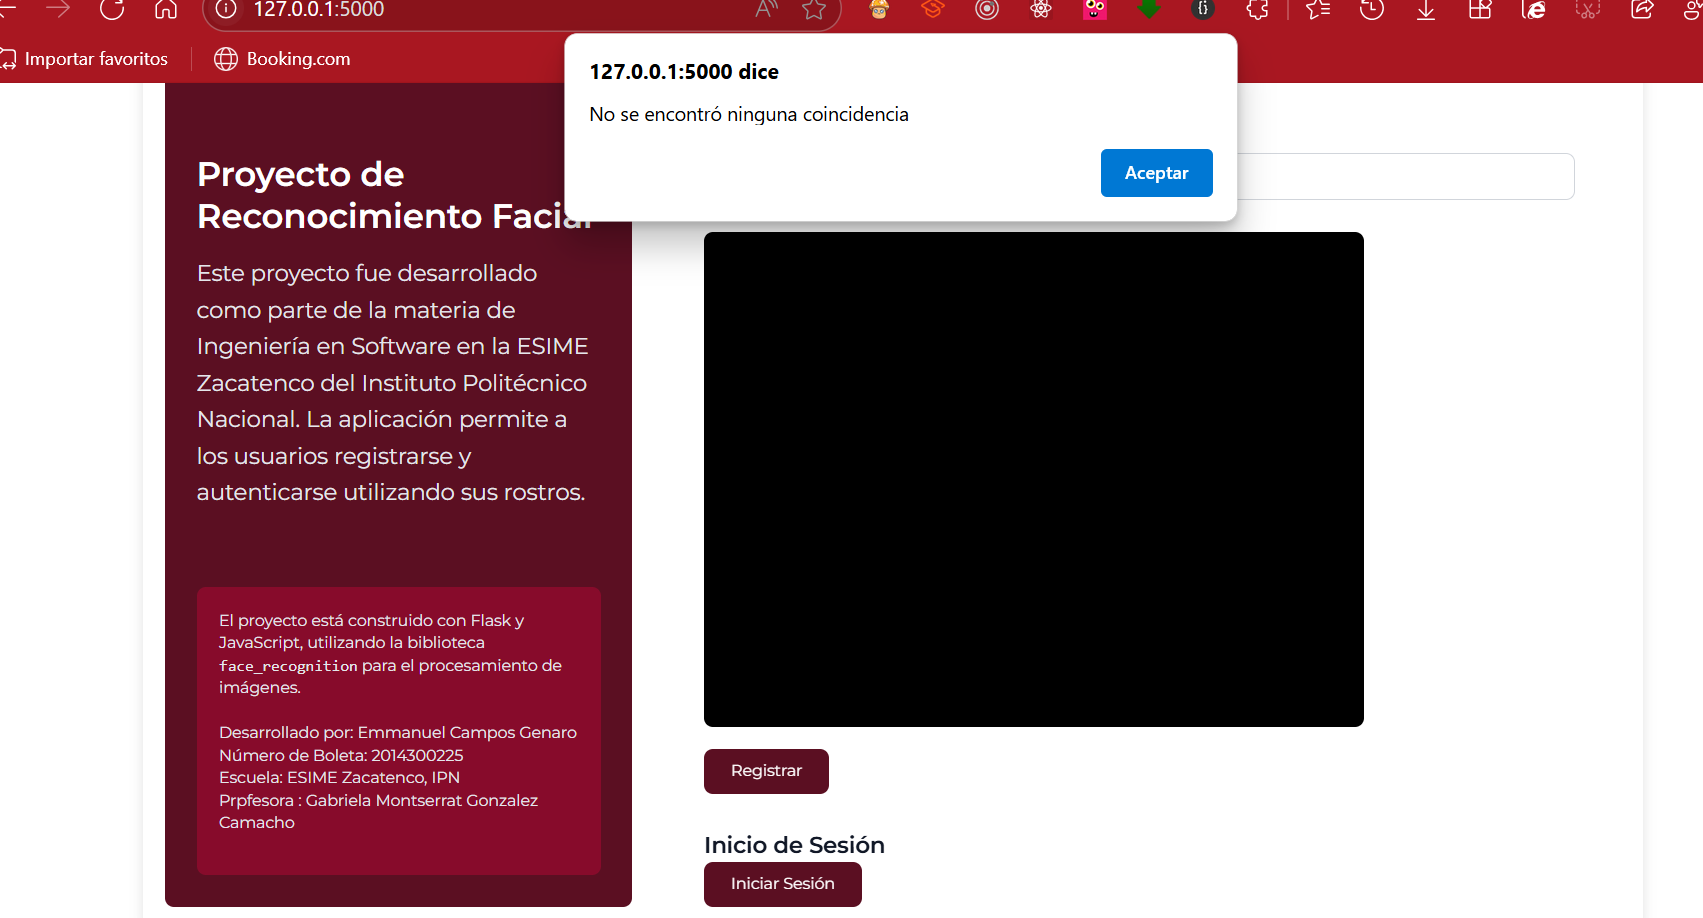 127.0.0.1:5000
Importar favoritos
Booking.com
127.0.0.1:5000 dice
No se encontró ninguna coincidencia
Aceptar
Proyecto de
Reconocimiento Facial
Este proyecto fue desarrollado
como parte de la materia de
Ingeniería en Software en la ESIME
Zacatenco del Instituto Politécnico
Nacional. La aplicación permite a
los usuarios registrarse y
autenticarse utilizando sus rostros.
El proyecto está construido con Flask y
JavaScript, utilizando la biblioteca
face_recognition para el procesamiento de
imágenes.
Desarrollado por: Emmanuel Campos Genaro
Número de Boleta: 2014300225
Escuela: ESIME Zacatenco, IPN
Prpfesora : Gabriela Montserrat Gonzalez
Camacho
Registrar
Inicio de Sesión
Iniciar Sesión